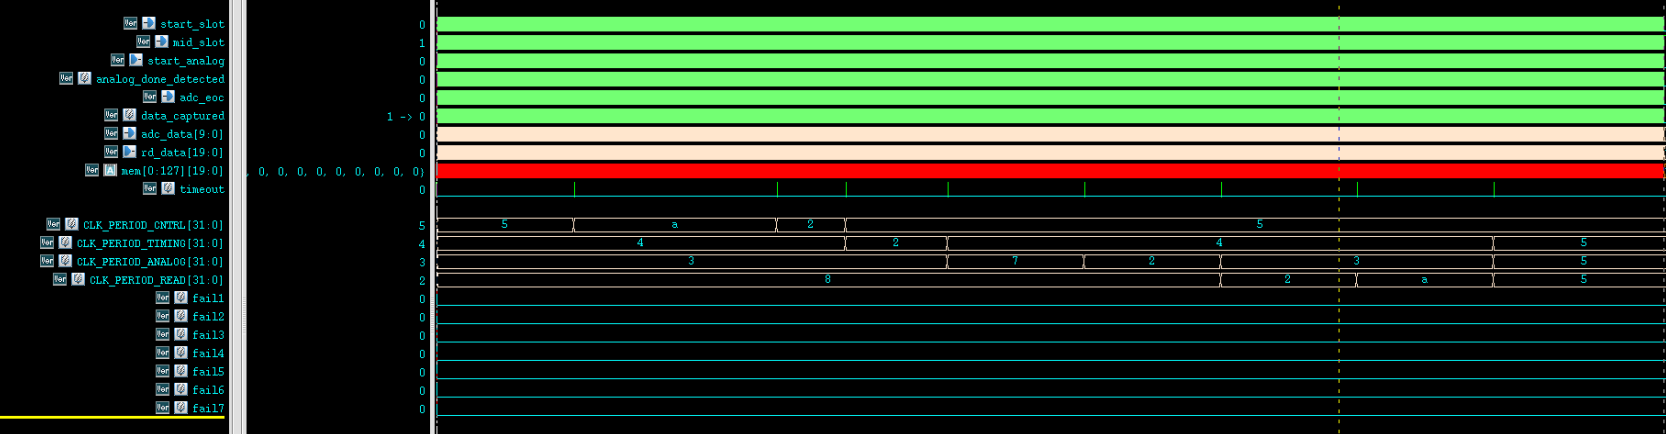 start_slot 0
mid_slot 1
start_analog 0
analog_done_detected 0
adc_eoc 0
data_captured 1 -> 0
adc_data[9:0] 0
rd_data[19:0] 0
mem[0:127][19:0] , 0, 0, 0, 0, 0, 0, 0, 0, 0, 0)
timeout 0
CLK_PERIOD_CNTRL[31:0] 5 5 a 2 5
CLK_PERIOD_TIMING[31:0] 4 4 2 4 5
CLK_PERIOD_ANALOG[31:0] 3 3 7 2 3 5
CLK_PERIOD_READ[31:0] 2 8 2 a 5
fail1 0
fail2 0
fail3 0
fail4 0
fail5 0
fail6 0
fail7 0